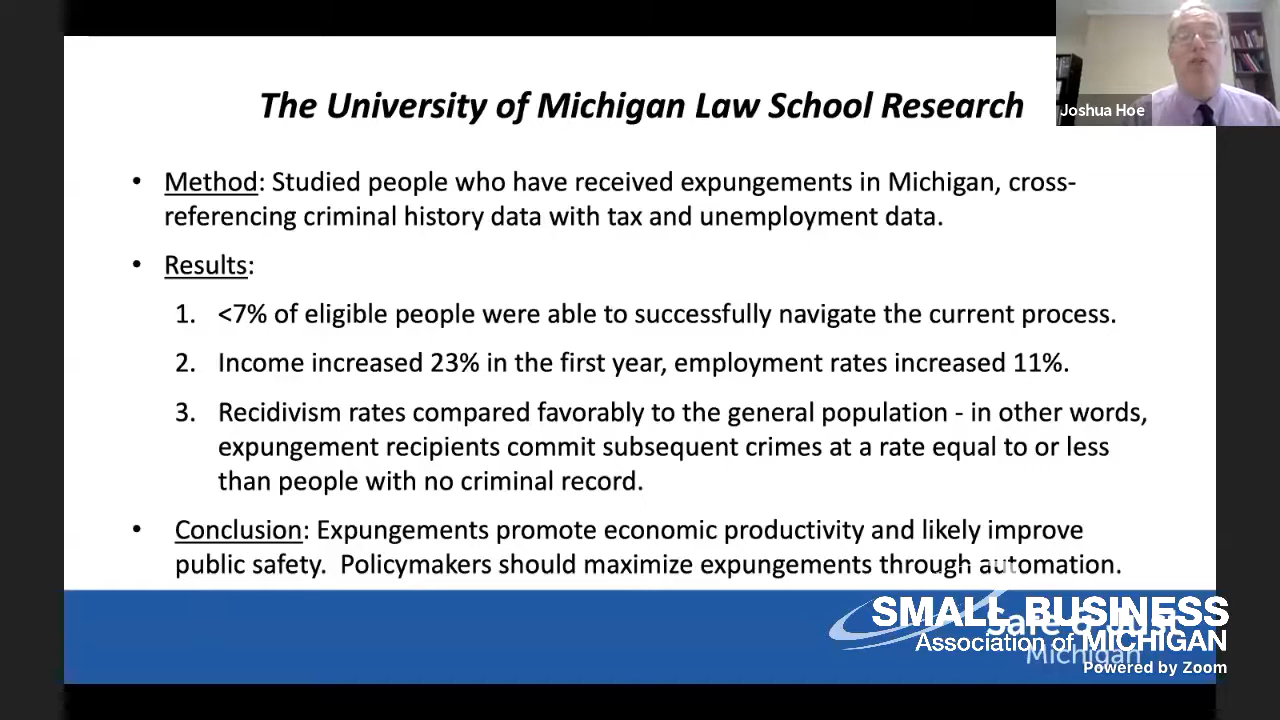 The University of Michigan Law School Research
Joshua Hoe
• Method: Studied people who have received expungements in Michigan, cross-
referencing criminal history data with tax and unemployment data.
• Results:
1. <7% of eligible people were able to successfully navigate the current process.
2. Income increased 23% in the first year, employment rates increased 11%.
3. Recidivism rates compared favorably to the general population - in other words,
expungement recipients commit subsequent crimes at a rate equal to or less
than people with no criminal record.
• Conclusion: Expungements promote economic productivity and likely improve
public safety. Policymakers should maximize expungements through automation.
SMALL BUSINESS
Safe & Just
Association of MICHIGAN
Michigan
Powered by Zoom